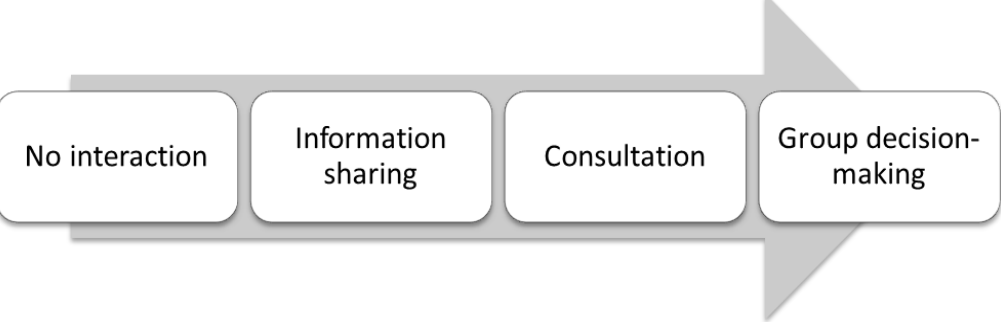 No interaction
Information
sharing
Consultation
Group decision-
making